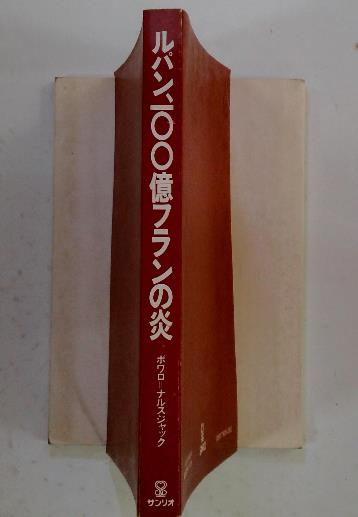 ルパン、一〇〇億フランの炎
ボワロ＝ナルスジャック
サンリオ